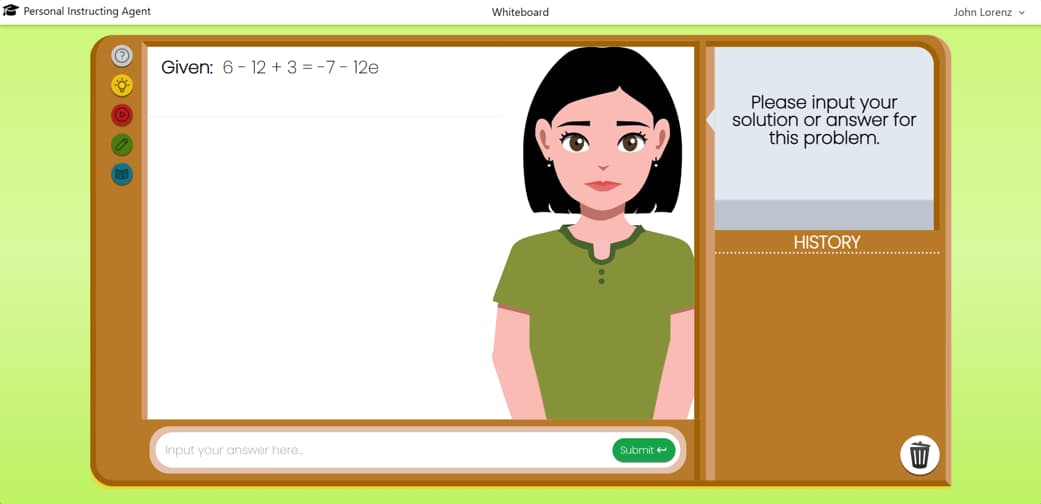 Personal Instructing Agent
Whiteboard
John Lorenz
Given: 6 - 12 + 3 = -7 - 12e
Please input your
solution or answer for
this problem.
HISTORY
Input your answer here...
Submit